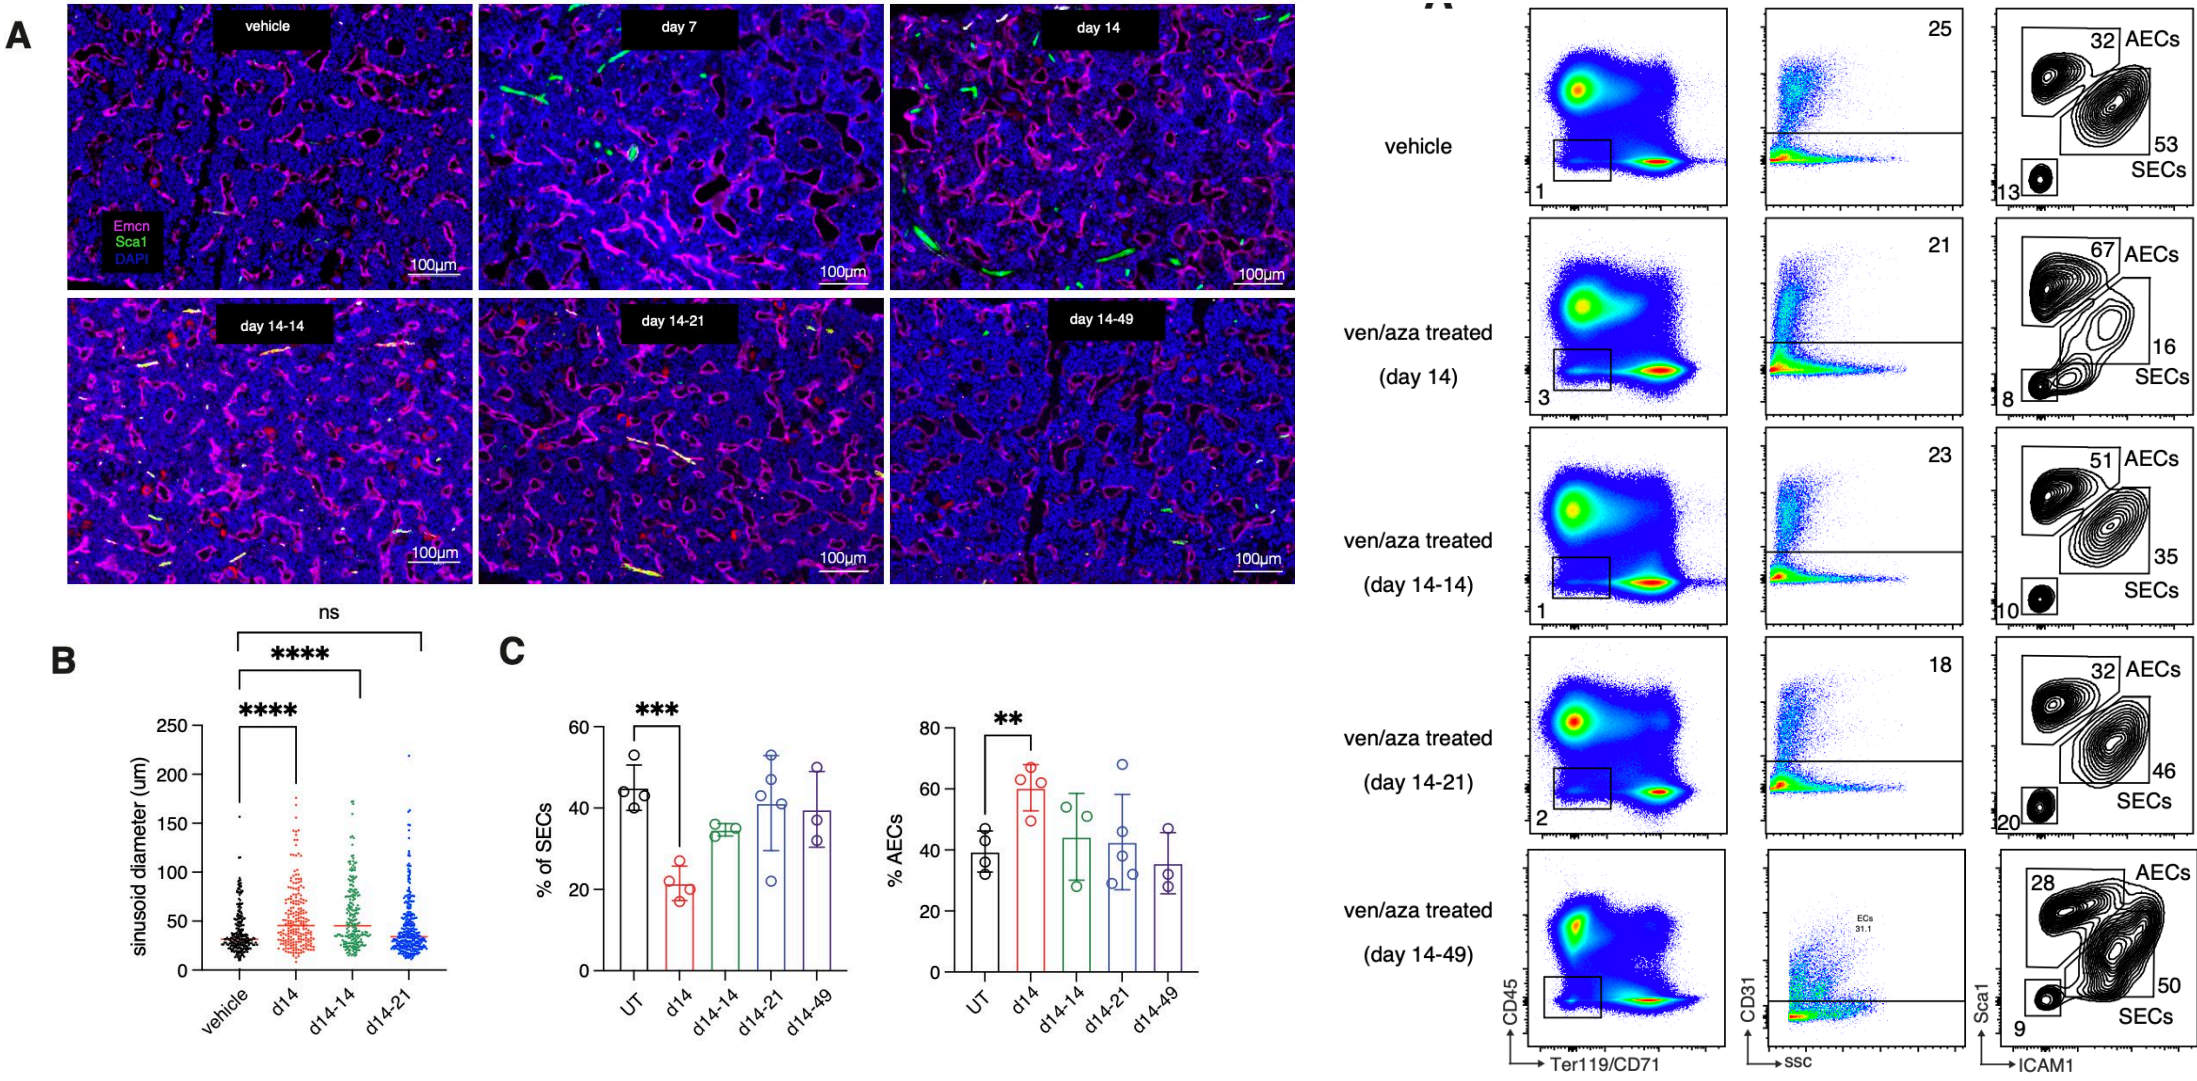 A
vehicle
day 7
day 14
Emcn
Sca1
DAPI
100µm
100µm
100µm
day 14-14
day 14-21
day 14-49
100µm
100µm
100µm
B
ns
****
****
sinusoid diameter (um)
250
200
150
100
50
0
vehicle
d14
d14-14
d14-21
C
***
% of SECs
60
40
20
0
UT
d14
d14-14
d14-21
d14-49
**
% AECs
80
60
40
20
0
UT
d14
d14-14
d14-21
d14-49
vehicle
1
25
32 AECs
53
SECs
13
ven/aza treated
(day 14)
3
21
67 AECs
16
SECs
8
ven/aza treated
(day 14-14)
1
23
51 AECs
35
SECs
10
ven/aza treated
(day 14-21)
2
18
32 AECs
46
SECs
20
ven/aza treated
(day 14-49)
ECs
31.1
AECs
28
50
SECs
9
CD45
Ter119/CD71
CD31
ssc
Sca1
ICAM1